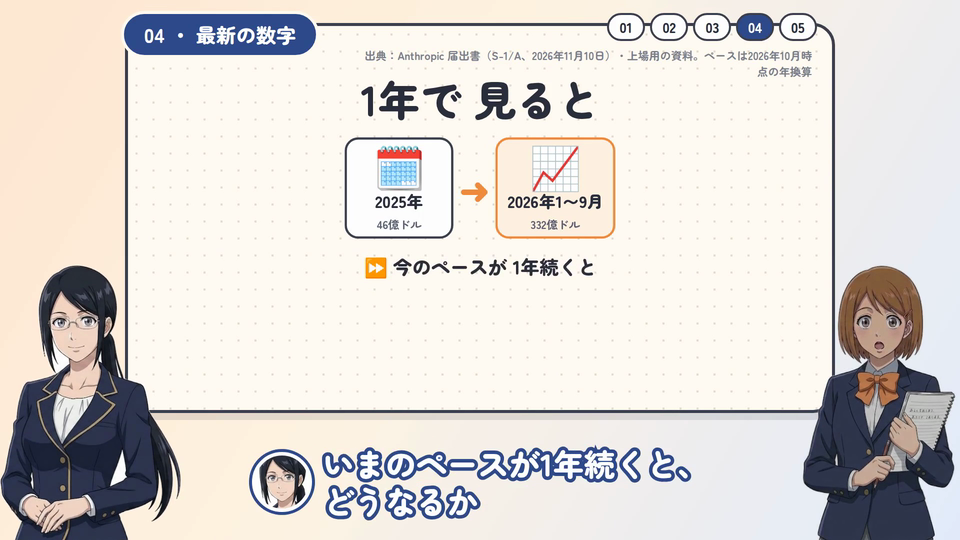 04 ・ 最新の数字
01 02 03 04 05
出典：Anthropic 届出書（S-1/A、2026年11月10日）・上場用の資料。ペースは2026年10月時
点の年換算
1年で 見ると
2025年
46億ドル
2026年1〜9月
332億ドル
今のペースが 1年続くと
いまのペースが1年続くと、
どうなるか